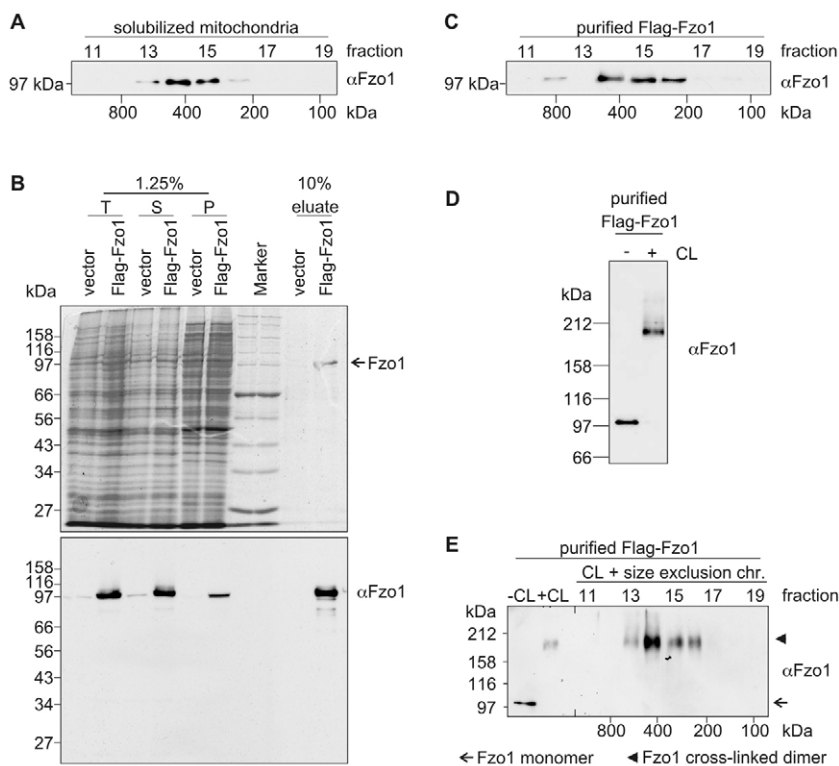 A
solubilized mitochondria
11 13 15 17 19 fraction
97 kDa
αFzo1
800 400 200 100 kDa
C
purified Flag-Fzo1
11 13 15 17 19 fraction
97 kDa
αFzo1
800 400 200 100 kDa
B
1.25% 10%
T S P eluate
kDa vector Flag-Fzo1 vector Flag-Fzo1 vector Flag-Fzo1 Marker vector Flag-Fzo1
158
116
97 ←Fzo1
66
56
43
34
27
158
116
97 αFzo1
66
56
43
34
27
D
purified
Flag-Fzo1
- + CL
kDa
212
αFzo1
158
116
97
66
E
purified Flag-Fzo1
CL + size exclusion chr.
-CL +CL 11 13 15 17 19 fraction
kDa
212 ◄
158 αFzo1
116
97 ←
800 400 200 100 kDa
←Fzo1 monomer ◄Fzo1 cross-linked dimer